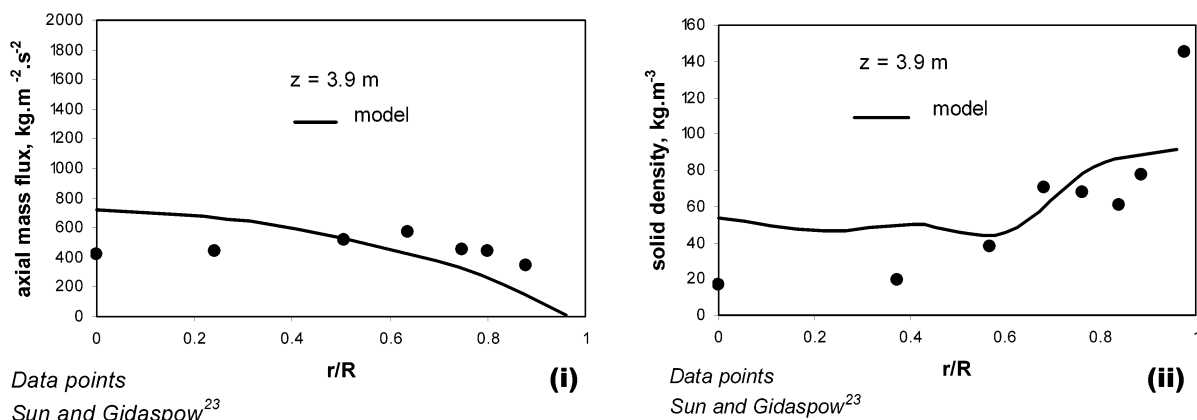 axial mass flux, kg.m⁻².s⁻²
2000
1800
1600
1400
1200
1000
800
600
400
200
0
z = 3.9 m
model
0 0.2 0.4 0.6 0.8 1
r/R
(i)
Data points
Sun and Gidaspow²³
solid density, kg.m⁻³
160
140
120
100
80
60
40
20
0
z = 3.9 m
model
0 0.2 0.4 0.6 0.8 1
r/R
(ii)
Data points
Sun and Gidaspow²³